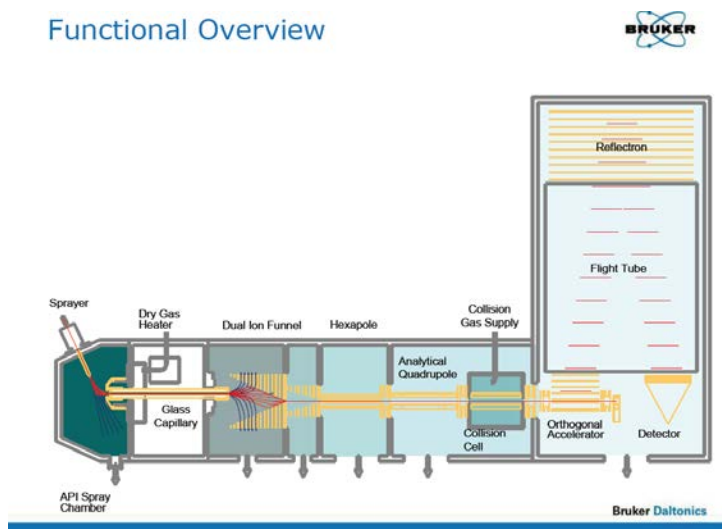 Functional Overview
BRUKER
Reflectron
Flight Tube
Sprayer
Dry Gas
Heater
Dual Ion Funnel
Hexapole
Collision
Gas Supply
Analytical
Quadrupole
Glass
Capillary
Collision
Cell
Orthogonal
Accelerator
Detector
API Spray
Chamber
Bruker Daltonics